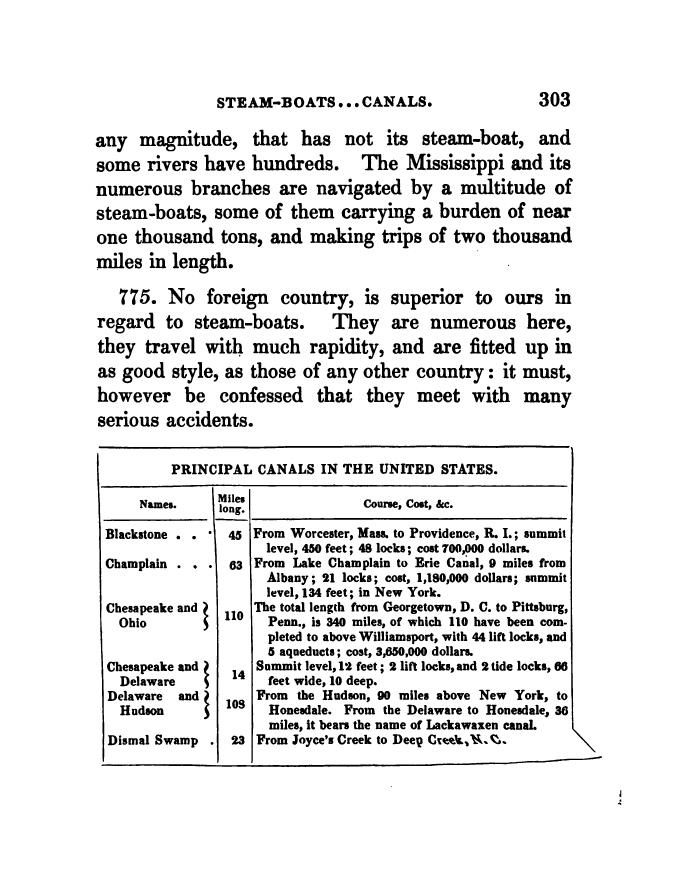 STEAM-BOATS...CANALS. 303
any magnitude, that has not its steam-boat, and
some rivers have hundreds. The Mississippi and its
numerous branches are navigated by a multitude of
steam-boats, some of them carrying a burden of near
one thousand tons, and making trips of two thousand
miles in length.
775. No foreign country, is superior to ours in
regard to steam-boats. They are numerous here,
they travel with much rapidity, and are fitted up in
as good style, as those of any other country: it must,
however be confessed that they meet with many
serious accidents.
PRINCIPAL CANALS IN THE UNITED STATES.
Names. Miles long. Course, Cost, &c.
Blackstone . . . 45 From Worcester, Mass. to Providence, R. I.; summit
level, 450 feet; 48 locks; cost 700,000 dollars.
Champlain . . . 63 From Lake Champlain to Erie Canal, 9 miles from
Albany; 21 locks; cost, 1,180,000 dollars; summit
level, 134 feet; in New York.
Chesapeake and } 110 The total length from Georgetown, D. C. to Pittsburg,
Ohio Penn., is 340 miles, of which 110 have been com-
pleted to above Williamsport, with 44 lift locks, and
5 aqueducts; cost, 3,650,000 dollars.
Chesapeake and } 14 Summit level, 12 feet; 2 lift locks, and 2 tide locks, 66
Delaware feet wide, 10 deep.
Delaware and } 108 From the Hudson, 90 miles above New York, to
Hudson Honesdale. From the Delaware to Honesdale, 36
miles, it bears the name of Lackawaxen canal.
Dismal Swamp . 23 From Joyce's Creek to Deep Creek, N. C.